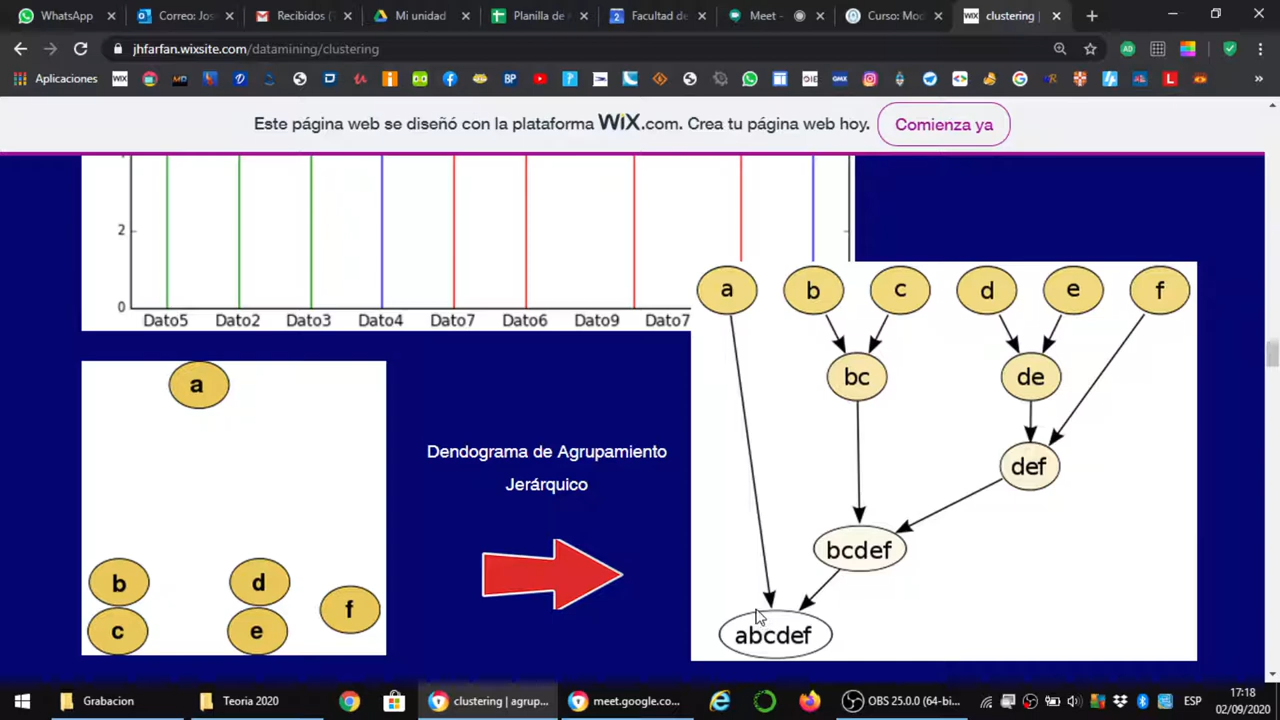 WhatsApp
Correo: Jos
Recibidos (
Mi unidad
Planilla de A
Facultad de
Meet -
Curso: Mod
clustering |
jhfarfan.wixsite.com/datamining/clustering
Aplicaciones
Este página web se diseñó con la plataforma WiX.com. Crea tu página web hoy.
Comienza ya
2
0
Dato5 Dato2 Dato3 Dato4 Dato7 Dato6 Dato9 Dato7
a b c d e f
bc de
def
bcdef
abcdef
a
b d
f
c e
Dendograma de Agrupamiento
Jerárquico
Grabacion
Teoria 2020
clustering | agrup...
meet.google.co...
OBS 25.0.0 (64-bi...
ESP
17:18
02/09/2020